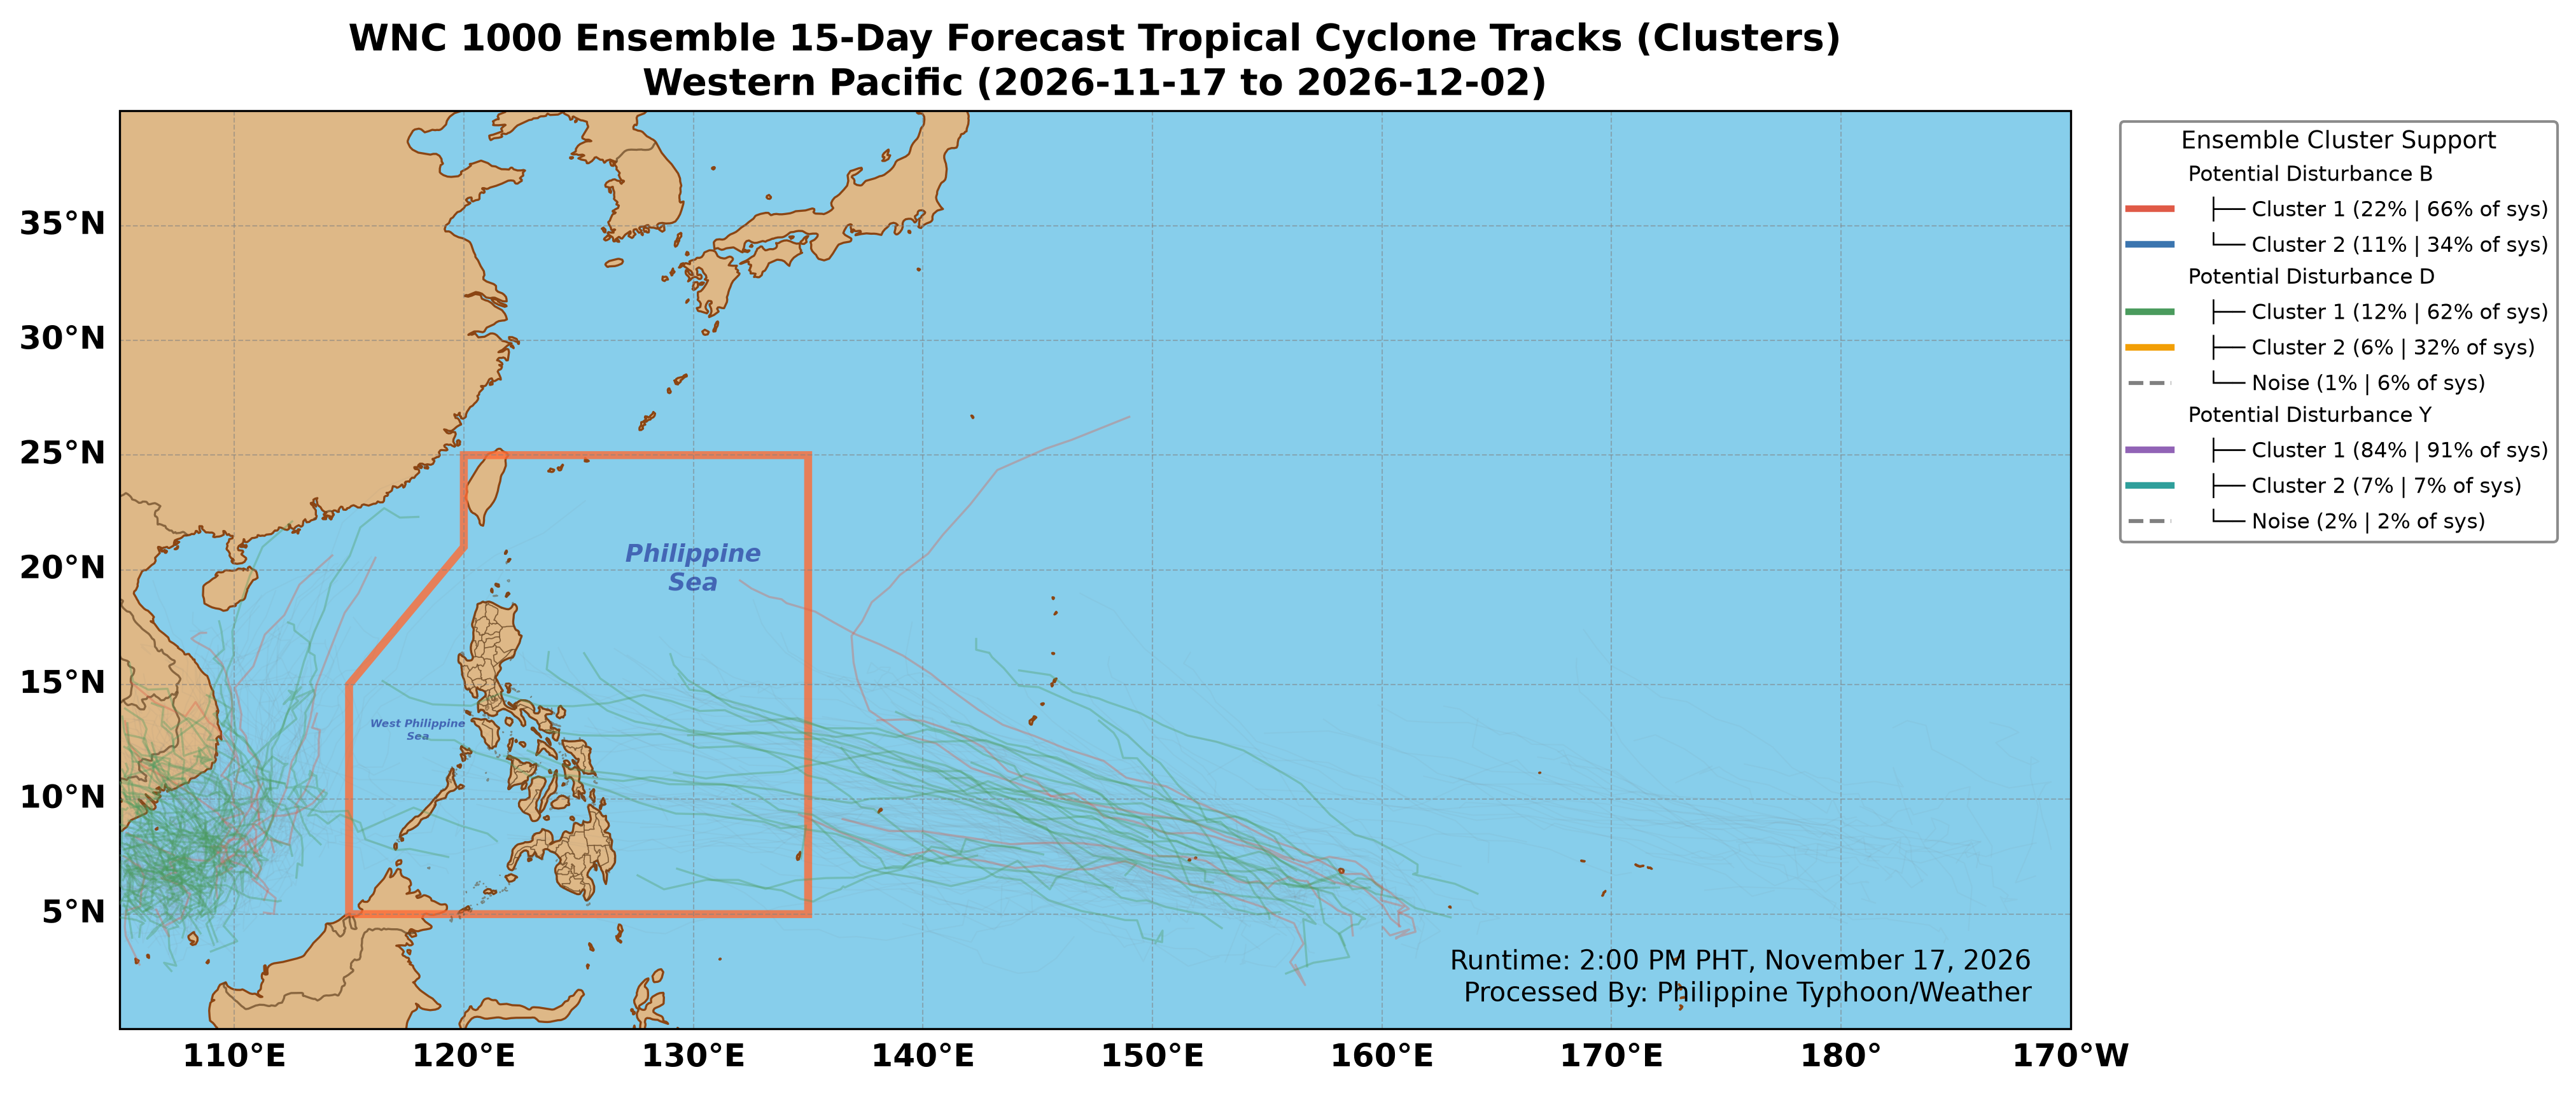 WNC 1000 Ensemble 15-Day Forecast Tropical Cyclone Tracks (Clusters)
Western Pacific (2026-11-17 to 2026-12-02)
Ensemble Cluster Support
Potential Disturbance B
Cluster 1 (22% | 66% of sys)
Cluster 2 (11% | 34% of sys)
Potential Disturbance D
Cluster 1 (12% | 62% of sys)
Cluster 2 (6% | 32% of sys)
Noise (1% | 6% of sys)
Potential Disturbance Y
Cluster 1 (84% | 91% of sys)
Cluster 2 (7% | 7% of sys)
Noise (2% | 2% of sys)
35°N
30°N
25°N
20°N
15°N
10°N
5°N
Philippine
Sea
West Philippine
Sea
Runtime: 2:00 PM PHT, November 17, 2026
Processed By: Philippine Typhoon/Weather
110°E
120°E
130°E
140°E
150°E
160°E
170°E
180°
170°W